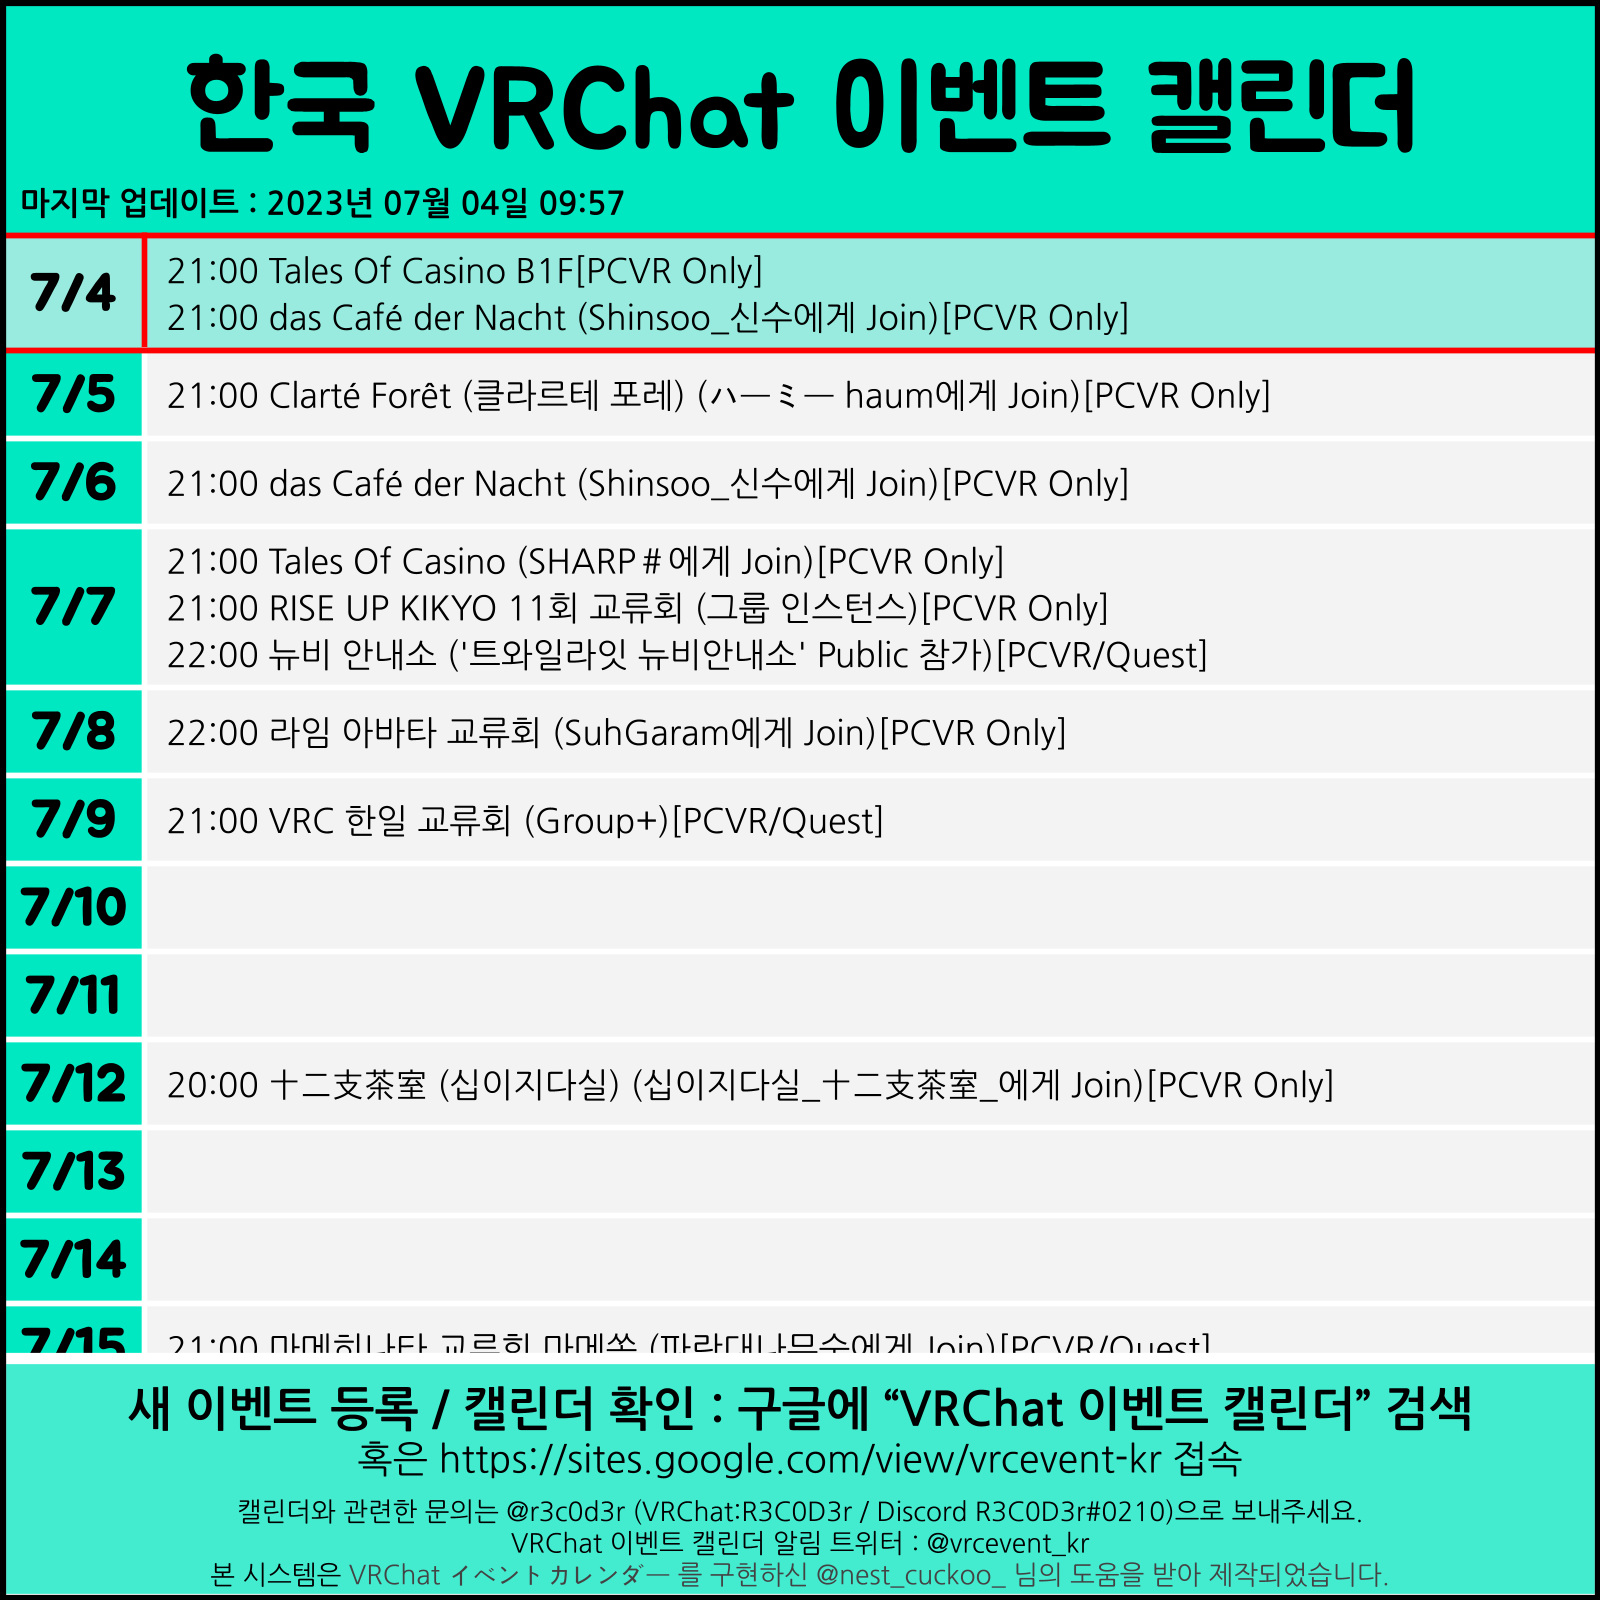 한국 VRChat 이벤트 캘린더
마지막 업데이트 : 2023년 07월 04일 09:57
7/4
21:00 Tales Of Casino B1F[PCVR Only]
21:00 das Café der Nacht (Shinsoo_신수에게 Join)[PCVR Only]
7/5
21:00 Clarté Forêt (클라르테 포레) (ハーミー haum에게 Join)[PCVR Only]
7/6
21:00 das Café der Nacht (Shinsoo_신수에게 Join)[PCVR Only]
7/7
21:00 Tales Of Casino (SHARP＃에게 Join)[PCVR Only]
21:00 RISE UP KIKYO 11회 교류회 (그룹 인스턴스)[PCVR Only]
22:00 뉴비 안내소 ('트와일라잇 뉴비안내소' Public 참가)[PCVR/Quest]
7/8
22:00 라임 아바타 교류회 (SuhGaram에게 Join)[PCVR Only]
7/9
21:00 VRC 한일 교류회 (Group+)[PCVR/Quest]
7/10
7/11
7/12
20:00 十二支茶室 (십이지다실) (십이지다실_十二支茶室_에게 Join)[PCVR Only]
7/13
7/14
7/15
21:00 마메히나타 교류회 (파란대나무숲에게 Join)[PCVR/Quest]
새 이벤트 등록 / 캘린더 확인 : 구글에 “VRChat 이벤트 캘린더” 검색
혹은 https://sites.google.com/view/vrcevent-kr 접속
캘린더와 관련한 문의는 @r3c0d3r (VRChat:R3C0D3r / Discord R3C0D3r#0210)으로 보내주세요.
VRChat 이벤트 캘린더 알림 트위터 : @vrcevent_kr
본 시스템은 VRChat イベントカレンダー 를 구현하신 @nest_cuckoo_ 님의 도움을 받아 제작되었습니다.